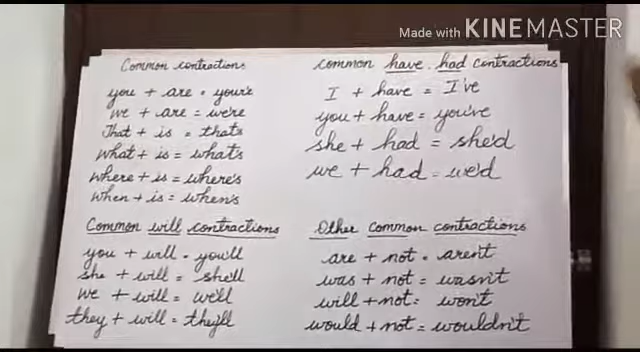 Made with KINEMASTER
Common contractions
you + are = you're
we + are = we're
That + is = that's
what + is = what's
where + is = where's
when + is = when's
Common will contractions
you + will = you'll
she + will = she'll
we + will = we'll
they + will = they'll
common have had contractions
I + have = I've
you + have = you've
she + had = she'd
we + had = we'd
Other common contractions
are + not = aren't
was + not = wasn't
will + not = won't
would + not = wouldn't